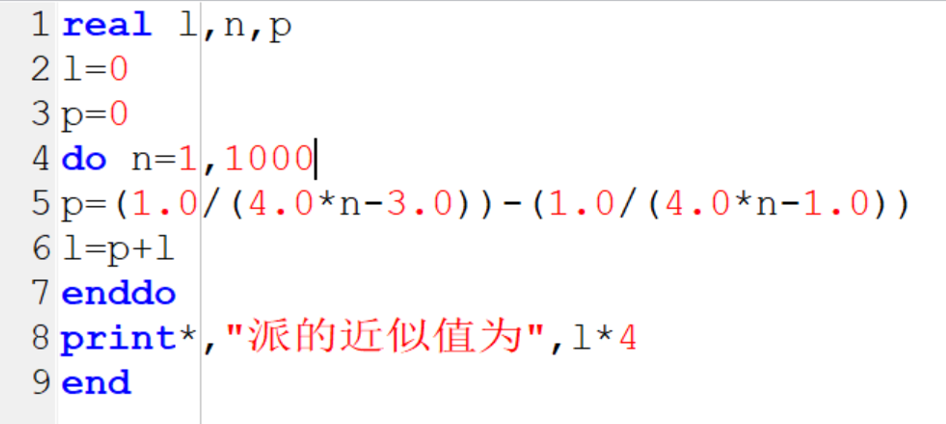 1 real l,n,p
2 l=0
3 p=0
4 do n=1,1000
5 p=(1.0/(4.0*n-3.0))-(1.0/(4.0*n-1.0))
6 l=p+l
7 enddo
8 print*,"派的近似值为",l*4
9 end